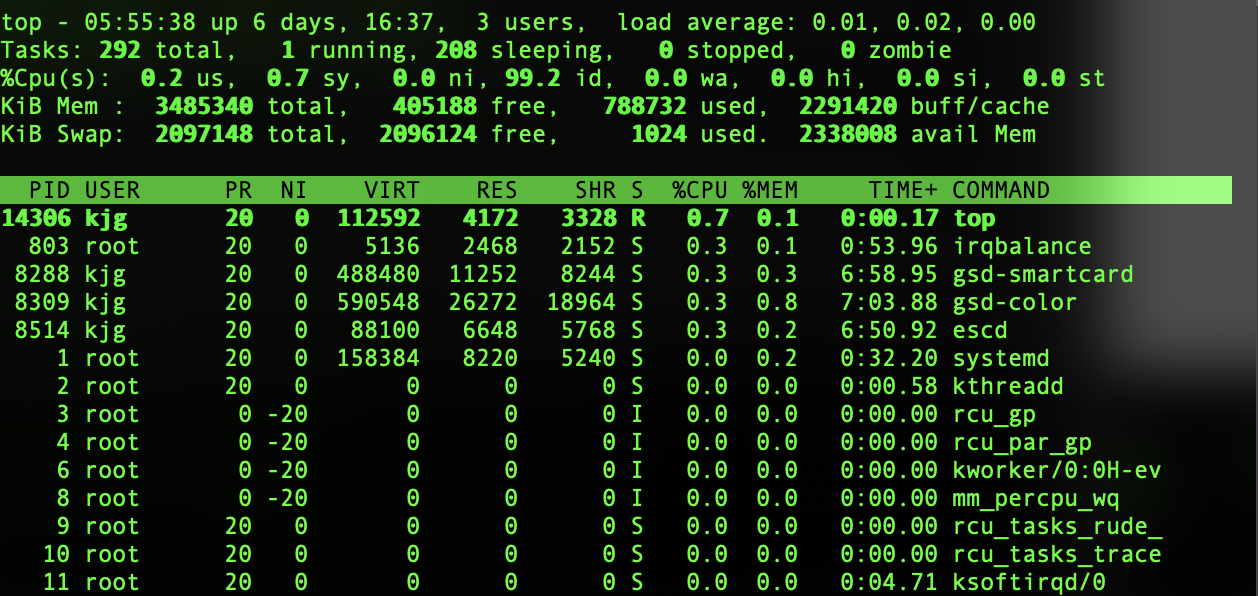 top - 05:55:38 up 6 days, 16:37,  3 users,  load average: 0.01, 0.02, 0.00
Tasks: 292 total,   1 running, 208 sleeping,   0 stopped,   0 zombie
%Cpu(s):  0.2 us,  0.7 sy,  0.0 ni, 99.2 id,  0.0 wa,  0.0 hi,  0.0 si,  0.0 st
KiB Mem :  3485340 total,   405188 free,   788732 used,  2291420 buff/cache
KiB Swap:  2097148 total,  2096124 free,     1024 used.  2338008 avail Mem
  PID USER      PR  NI    VIRT    RES    SHR S  %CPU %MEM     TIME+ COMMAND
14306 kjg       20   0  112592   4172   3328 R   0.7  0.1   0:00.17 top
  803 root      20   0    5136   2468   2152 S   0.3  0.1   0:53.96 irqbalance
 8288 kjg       20   0  488480  11252   8244 S   0.3  0.3   6:58.95 gsd-smartcard
 8309 kjg       20   0  590548  26272  18964 S   0.3  0.8   7:03.88 gsd-color
 8514 kjg       20   0   88100   6648   5768 S   0.3  0.2   6:50.92 escd
    1 root      20   0  158384   8220   5240 S   0.0  0.2   0:32.20 systemd
    2 root      20   0       0      0      0 S   0.0  0.0   0:00.58 kthreadd
    3 root       0 -20       0      0      0 I   0.0  0.0   0:00.00 rcu_gp
    4 root       0 -20       0      0      0 I   0.0  0.0   0:00.00 rcu_par_gp
    6 root       0 -20       0      0      0 I   0.0  0.0   0:00.00 kworker/0:0H-ev
    8 root       0 -20       0      0      0 I   0.0  0.0   0:00.00 mm_percpu_wq
    9 root      20   0       0      0      0 S   0.0  0.0   0:00.00 rcu_tasks_rude_
   10 root      20   0       0      0      0 S   0.0  0.0   0:00.00 rcu_tasks_trace
   11 root      20   0       0      0      0 S   0.0  0.0   0:04.71 ksoftirqd/0